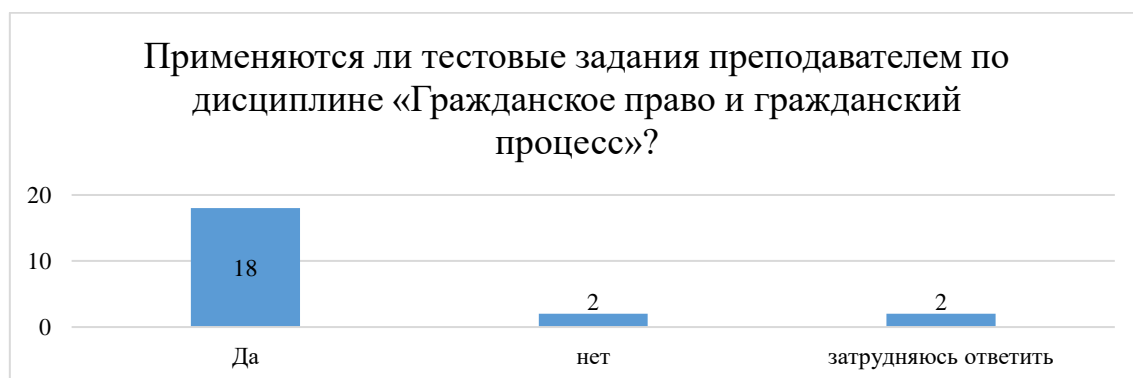 Применяются ли тестовые задания преподавателем по
дисциплине «Гражданское право и гражданский
процесс»?
20
10
0
18
2
2
Да
нет
затрудняюсь ответить